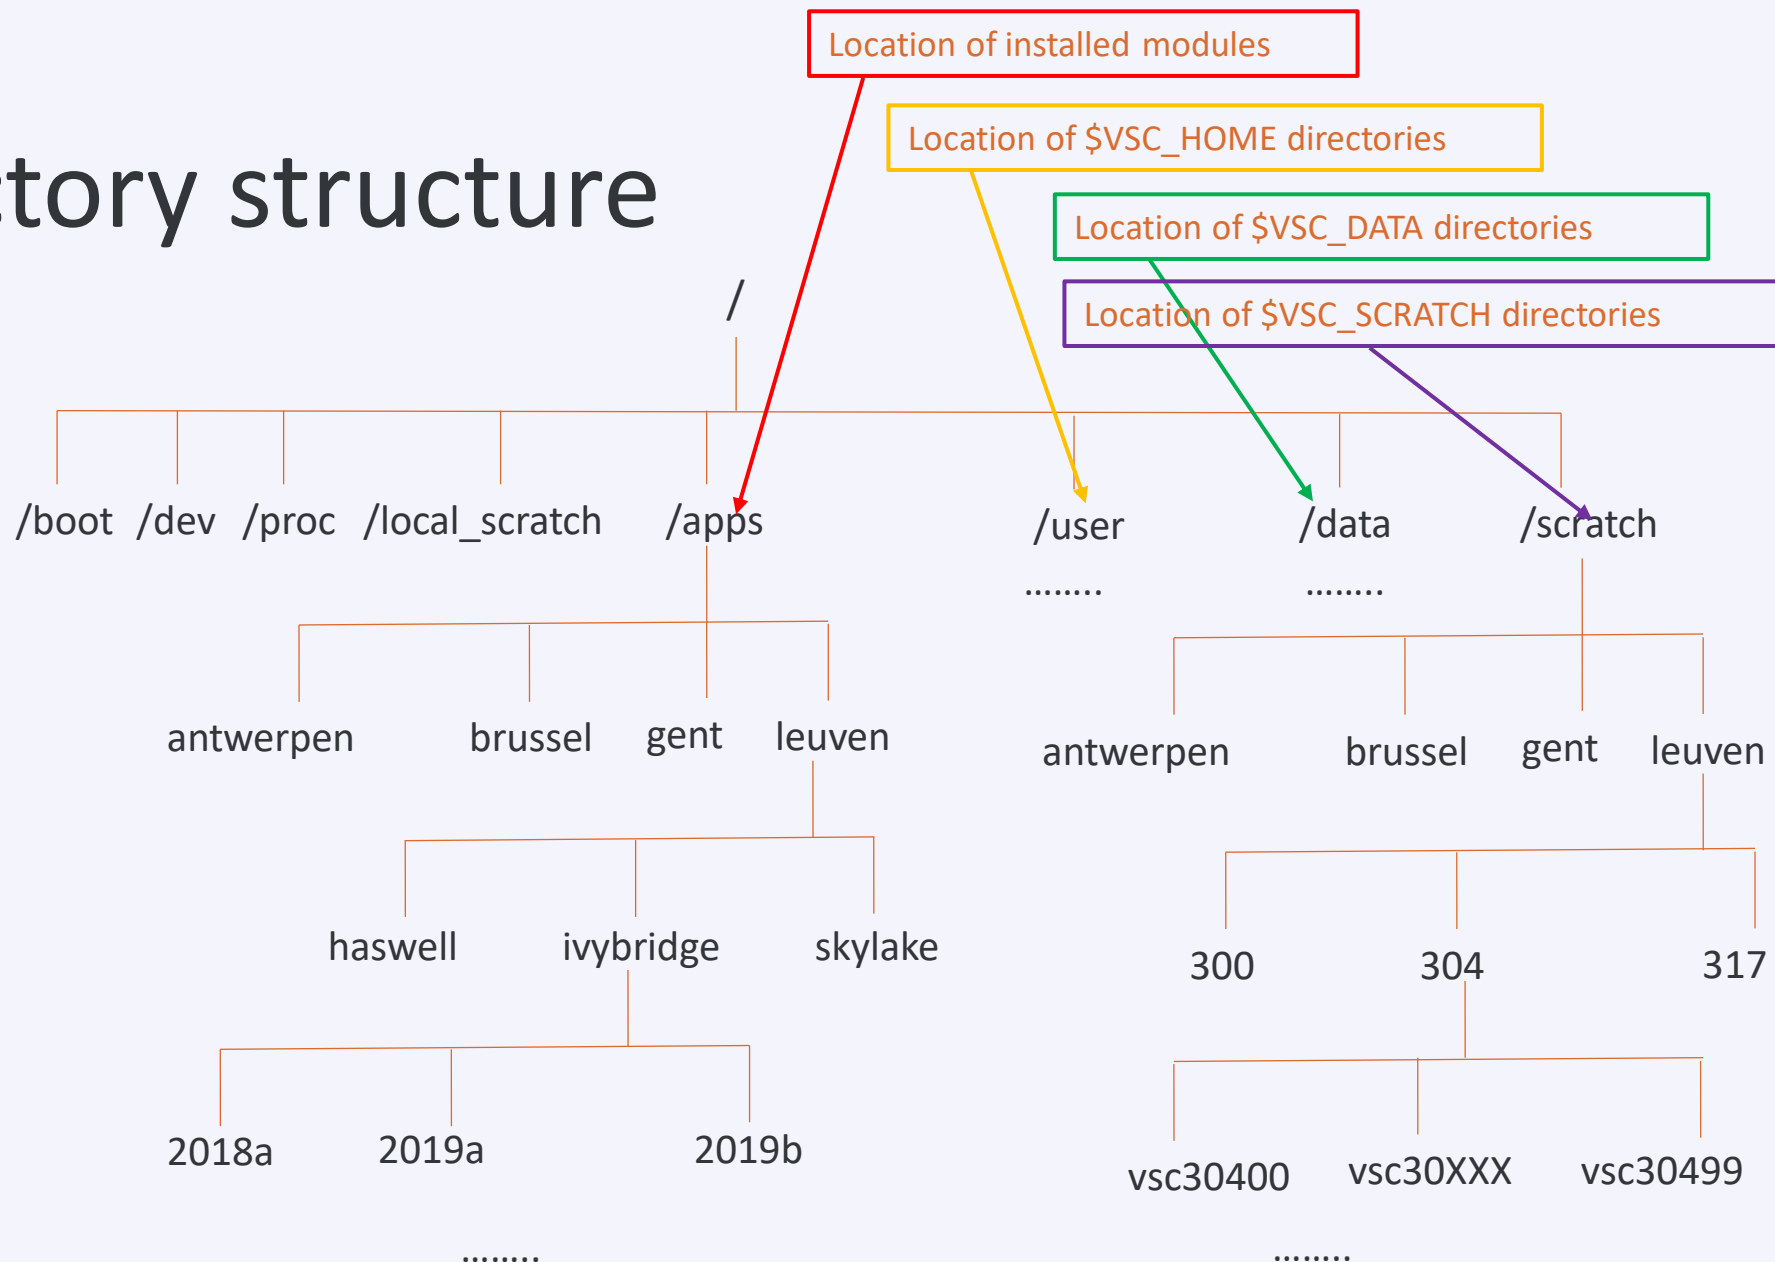 Location of installed modules
Location of $VSC_HOME directories
ctory structure
Location of $VSC_DATA directories
Location of $VSC_SCRATCH directories
/
/boot /dev /proc /local_scratch /apps /user /data /scratch
........ ........
antwerpen brussel gent leuven antwerpen brussel gent leuven
haswell ivybridge skylake 300 304 317
2018a 2019a 2019b vsc30400 vsc30XXX vsc30499
........ ........